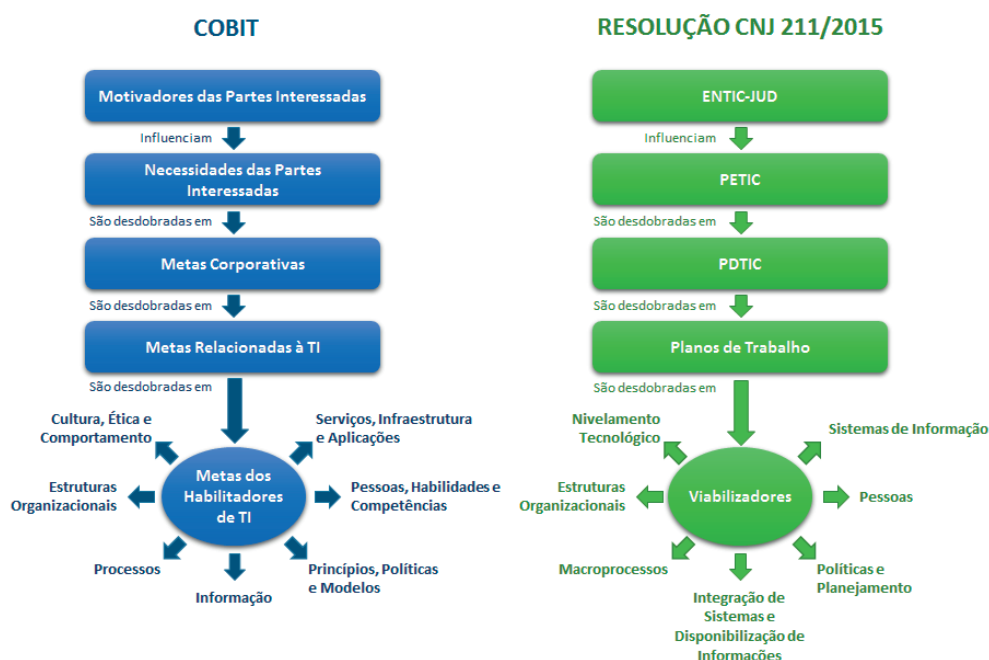 COBIT
Motivadores das Partes Interessadas
Influenciam
Necessidades das Partes
Interessadas
São desdobradas em
Metas Corporativas
São desdobradas em
Metas Relacionadas à TI
São desdobradas em
Cultura, Ética e
Comportamento
Serviços, Infraestrutura
e Aplicações
Estruturas
Organizacionais
Metas dos
Habilitadores
de TI
Pessoas, Habilidades e
Competências
Processos
Informação
Princípios, Políticas
e Modelos
RESOLUÇÃO CNJ 211/2015
ENTIC-JUD
Influenciam
PETIC
São desdobradas em
PDTIC
São desdobradas em
Planos de Trabalho
São desdobradas em
Nivelamento
Tecnológico
Sistemas de Informação
Estruturas
Organizacionais
Viabilizadores
Pessoas
Macroprocessos
Integração de
Sistemas e
Disponibilização de
Informações
Políticas e
Planejamento